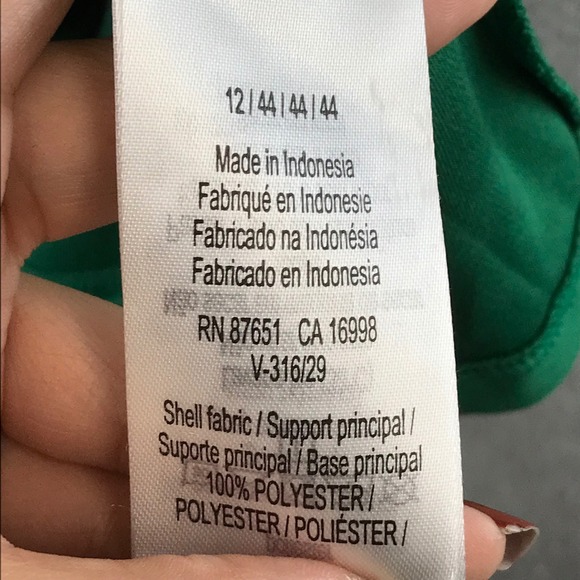 12 / 44 / 44 / 44
Made in Indonesia
Fabriqué en Indonesie
Fabricado na Indonésia
Fabricado en Indonesia
RN 87651 CA 16998
V-316/29
Shell fabric / Support principal /
Suporte principal / Base principal
100% POLYESTER /
POLYESTER / POLIÉSTER /